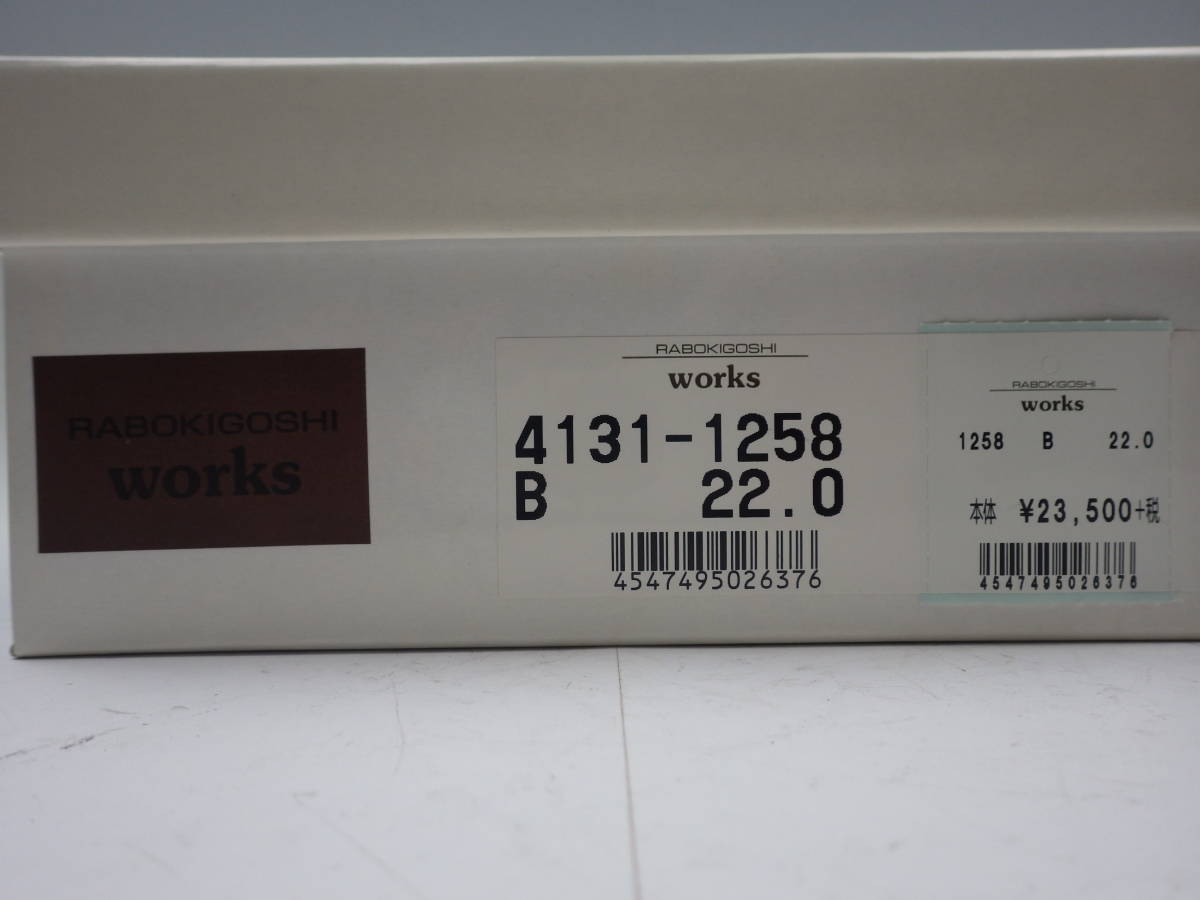 RABOKIGOSHI
works
RABOKIGOSHI
works
4131-1258
B 22.0
4547495026376
RABOKIGOSHI
works
1258 B 22.0
本体 ¥23,500+税
4547495026376